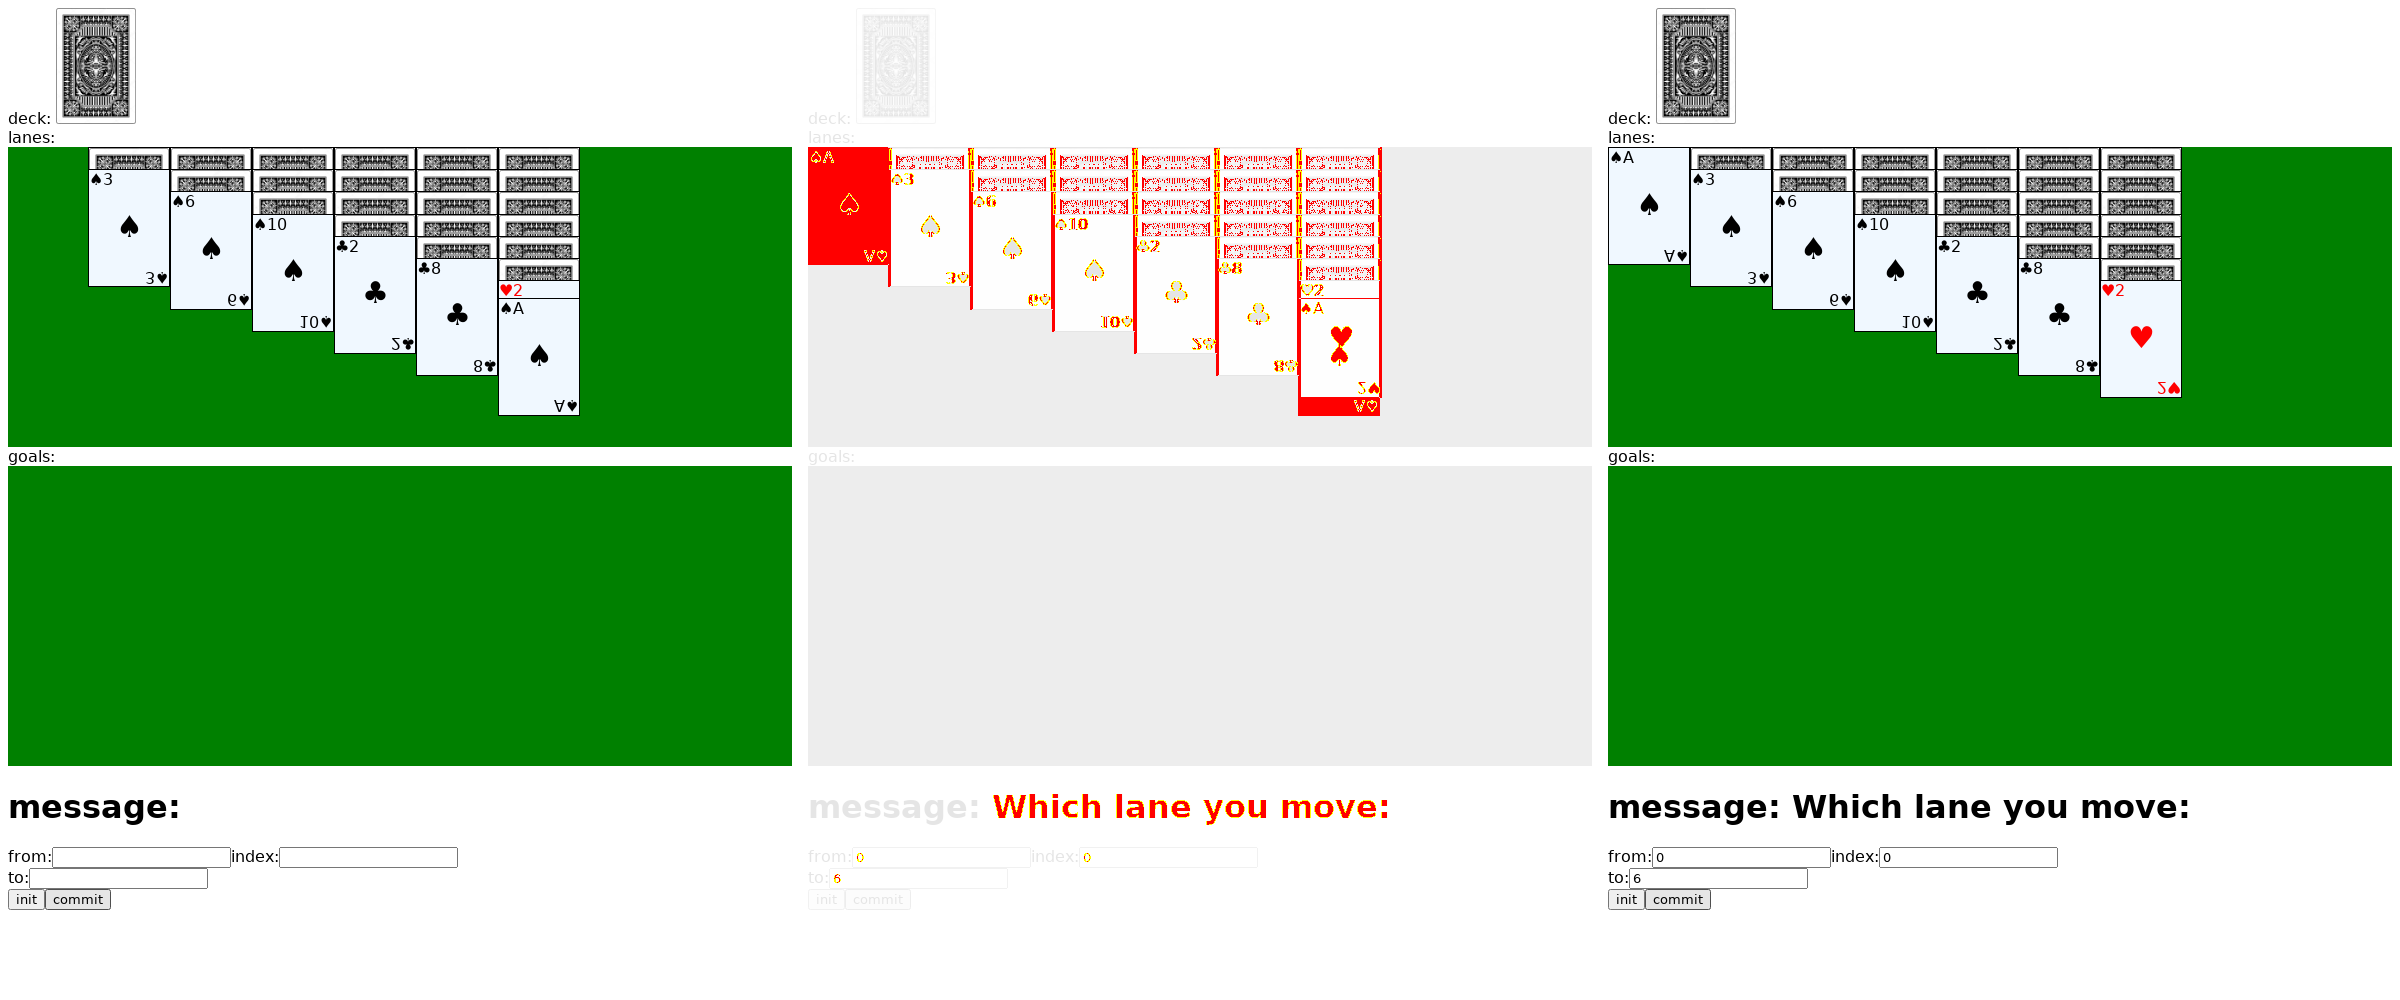 deck:
lanes:
♠3
♠6
♠10
♣2
♣8
♥2
♠A
3♠
6♠
10♠
2♣
8♣
A♠
goals:
message:
from: index:
to:
init commit
deck:
lanes:
♠A
♠3
♠6
♠10
♣2
♣8
♥2
♠A
A♠
3♠
6♠
10♠
2♣
8♣
2♥
A♠
goals:
message: Which lane you move:
from: 0 index: 0
to: 6
init commit
deck:
lanes:
♠A
♠3
♠6
♠10
♣2
♣8
♥2
A♠
3♠
6♠
10♠
2♣
8♣
2♥
goals:
message: Which lane you move:
from: 0 index: 0
to: 6
init commit